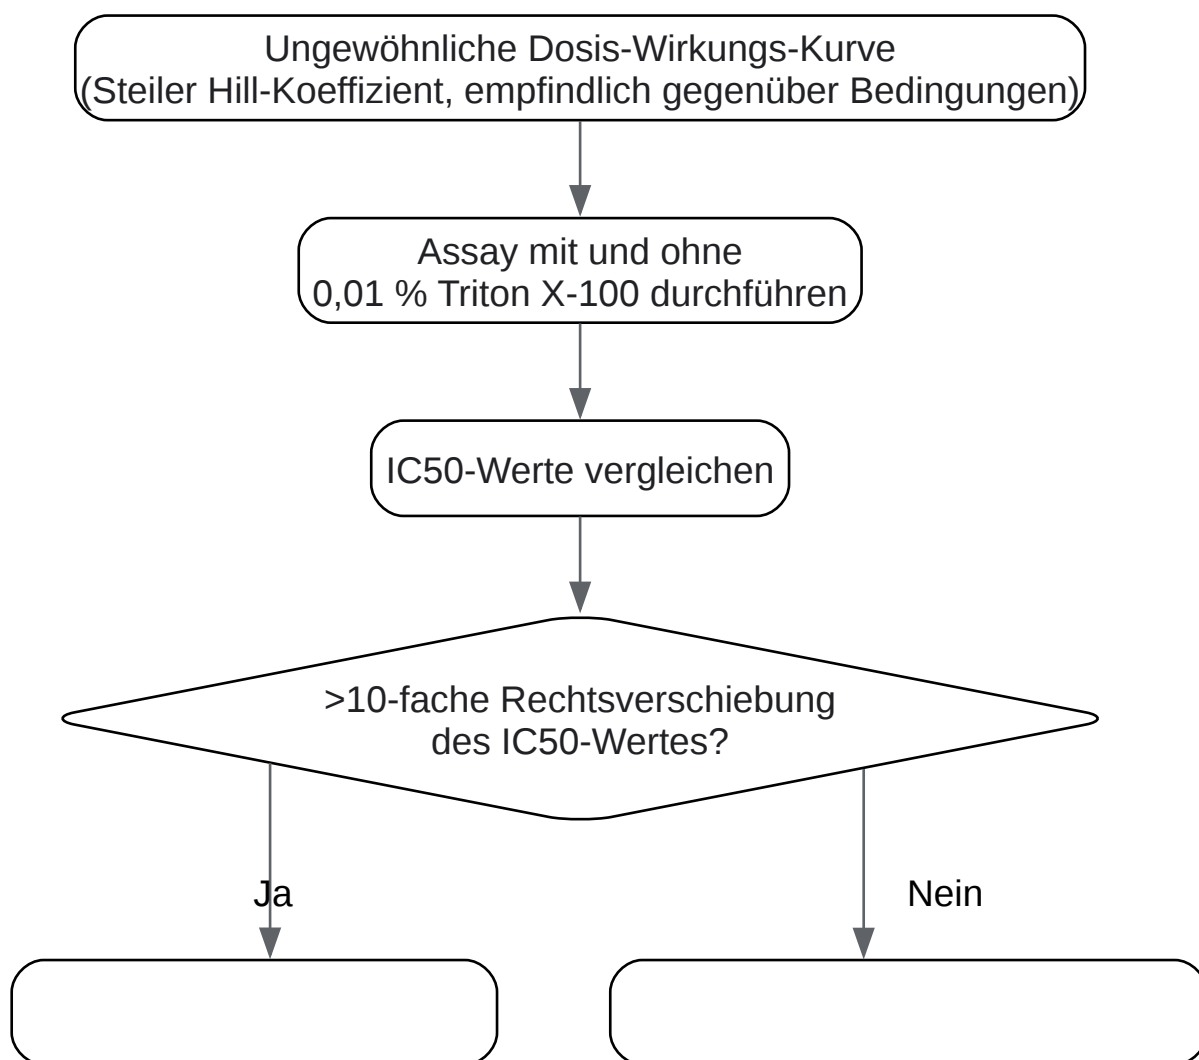 Ungewöhnliche Dosis-Wirkungs-Kurve
(Steiler Hill-Koeffizient, empfindlich gegenüber Bedingungen)
Assay mit und ohne
0,01 % Triton X-100 durchführen
IC50-Werte vergleichen
>10-fache Rechtsverschiebung
des IC50-Wertes?
Ja
Nein